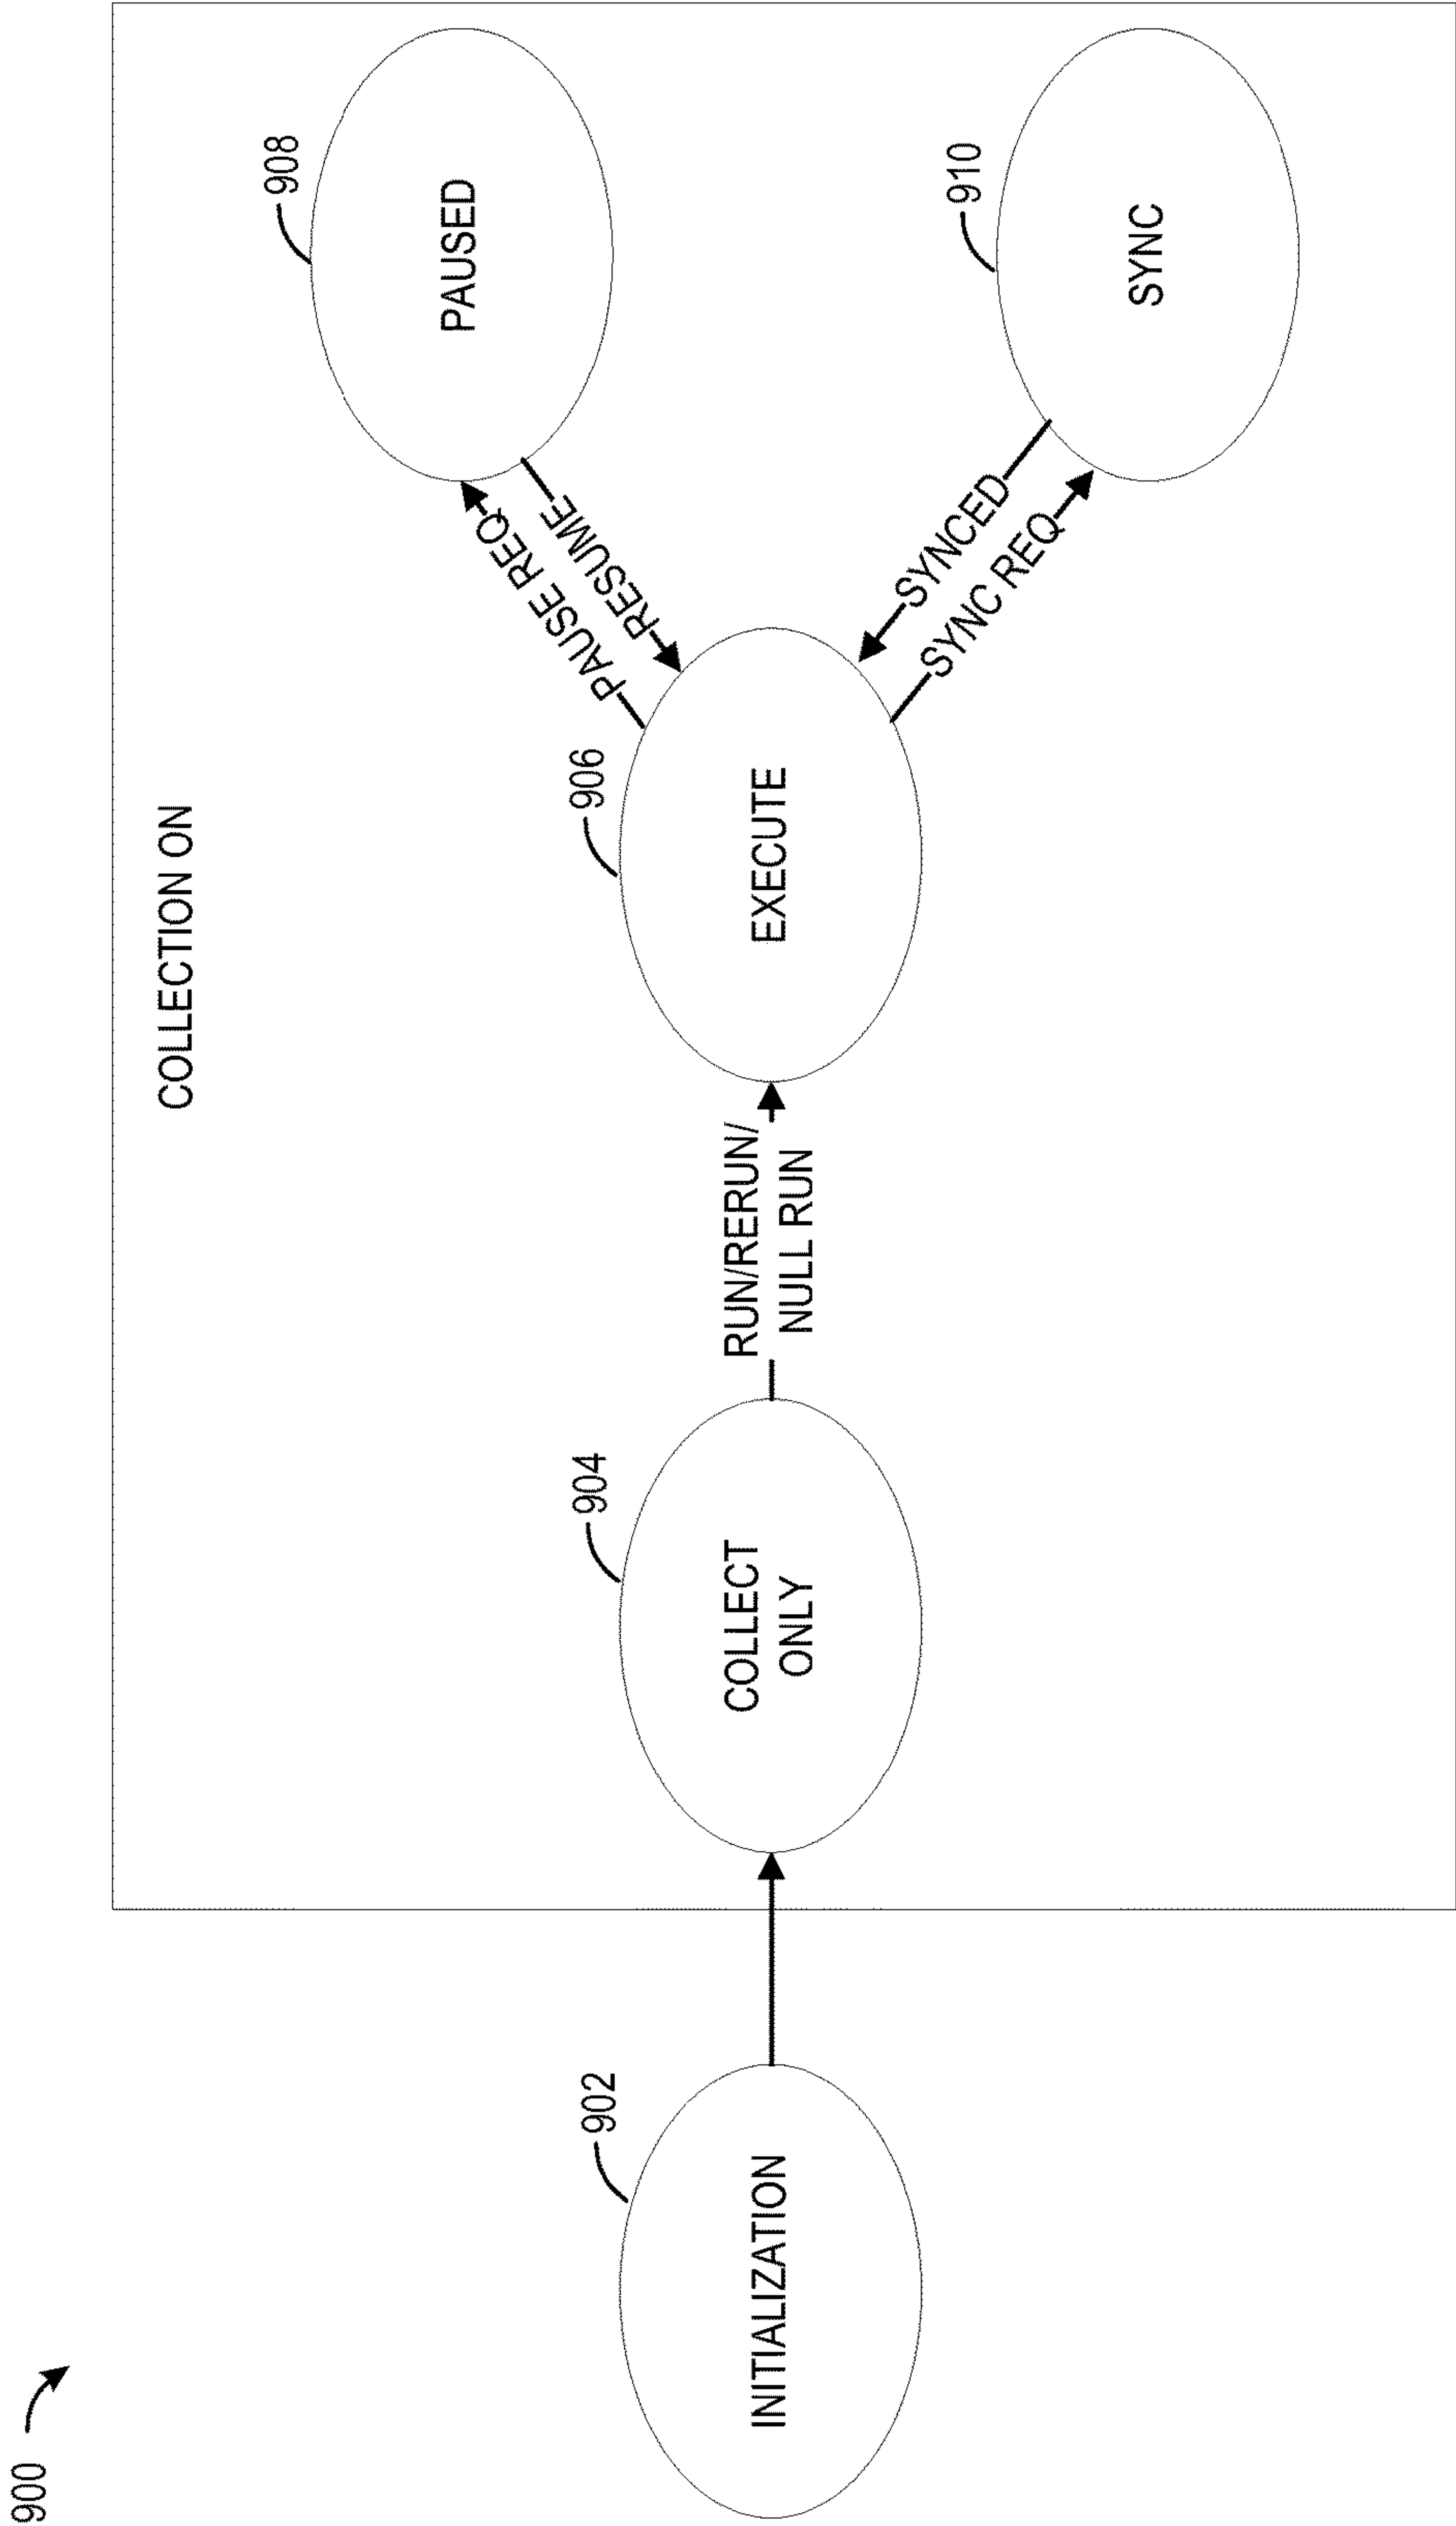 900
COLLECTION ON
902
INITIALIZATION
904
COLLECT
ONLY
RUN/RERUN/
NULL RUN
906
EXECUTE
PAUSE REQ
RESUME
908
PAUSED
SYNCED
SYNC REQ
910
SYNC